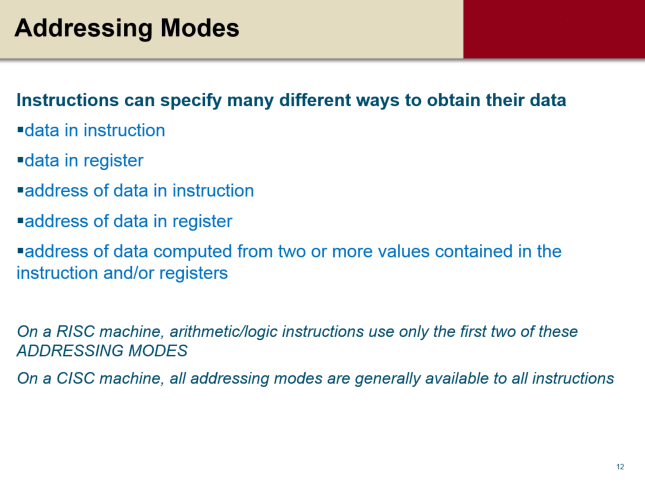 Addressing Modes
Instructions can specify many different ways to obtain their data
▪data in instruction
▪data in register
▪address of data in instruction
▪address of data in register
▪address of data computed from two or more values contained in the
instruction and/or registers
On a RISC machine, arithmetic/logic instructions use only the first two of these
ADDRESSING MODES
On a CISC machine, all addressing modes are generally available to all instructions
12